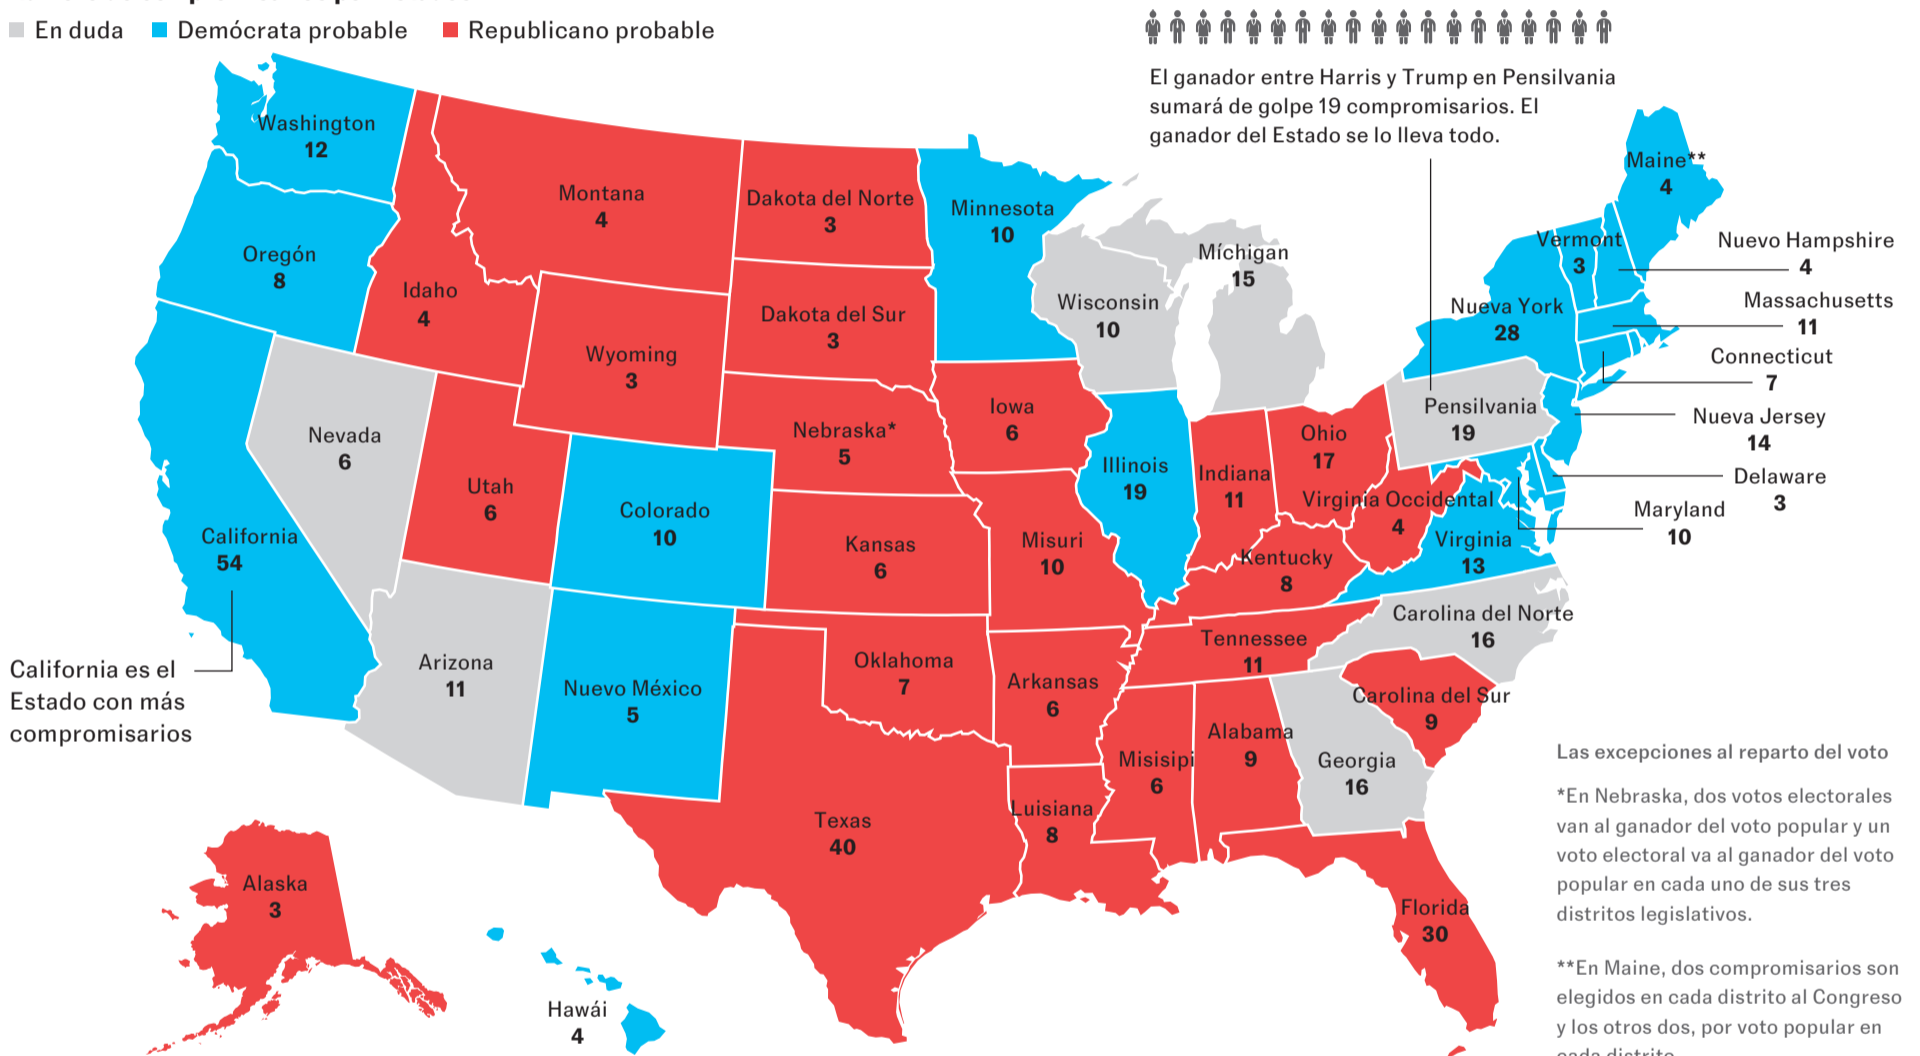 En duda
Demócrata probable
Republicano probable
El ganador entre Harris y Trump en Pensilvania
sumará de golpe 19 compromisarios. El
ganador del Estado se lo lleva todo.
Washington
12
Oregón
8
Idaho
4
Montana
4
Wyoming
3
Dakota del Norte
3
Dakota del Sur
3
Nebraska*
5
Kansas
6
Minnesota
10
Wisconsin
10
Míchigan
15
Iowa
6
Illinois
19
Indiana
11
Ohio
17
Pensilvania
19
Nueva York
28
Vermont
3
Maine**
4
Nuevo Hampshire
4
Massachusetts
11
Connecticut
7
Nueva Jersey
14
Delaware
3
Maryland
10
Virginia Occidental
4
Virginia
13
Kentucky
8
Misuri
10
Nevada
6
Utah
6
Colorado
10
California
54
California es el
Estado con más
compromisarios
Arizona
11
Nuevo México
5
Texas
40
Oklahoma
7
Arkansas
6
Luisiana
8
Misisipi
6
Alabama
9
Tennessee
11
Carolina del Norte
16
Carolina del Sur
9
Georgia
16
Florida
30
Alaska
3
Hawái
4
Las excepciones al reparto del voto
*En Nebraska, dos votos electorales
van al ganador del voto popular y un
voto electoral va al ganador del voto
popular en cada uno de sus tres
distritos legislativos.
**En Maine, dos compromisarios son
elegidos en cada distrito al Congreso
y los otros dos, por voto popular en
cada distrito